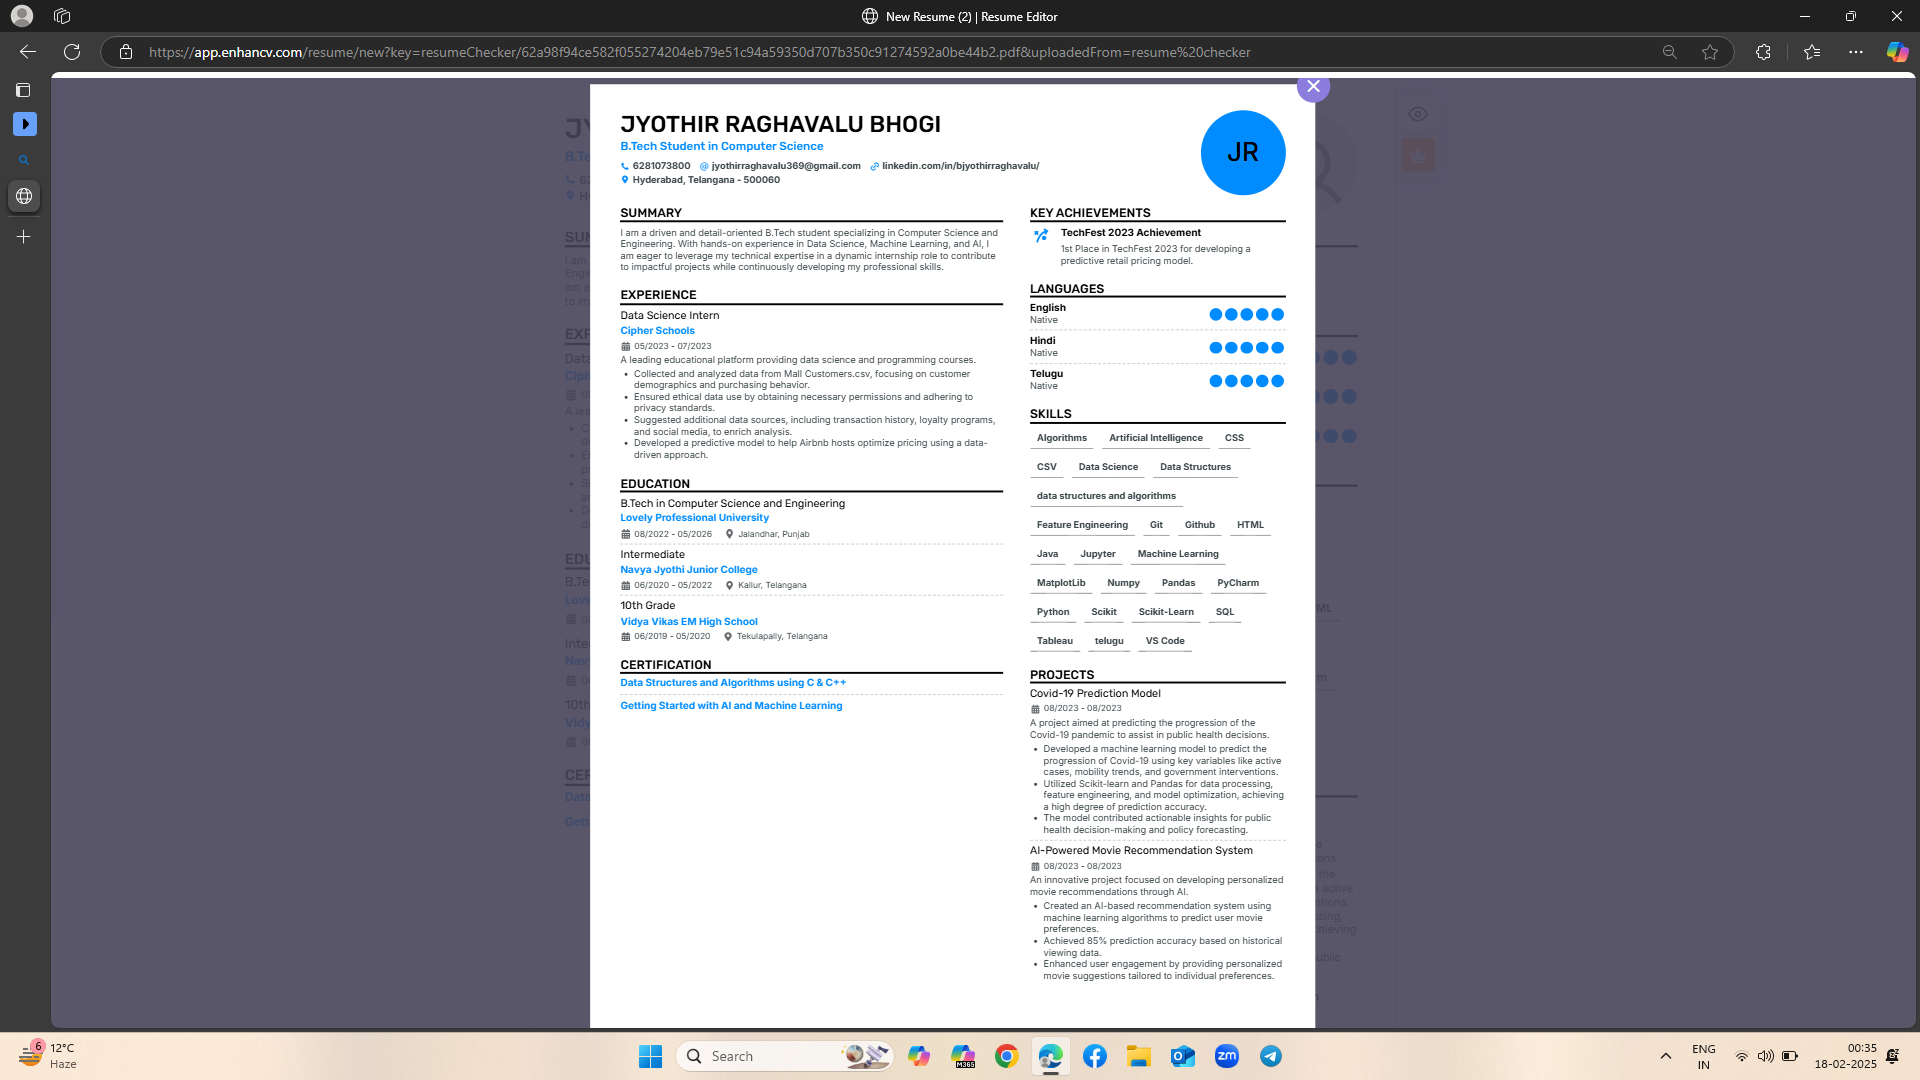 New Resume (2) | Resume Editor
https://app.enhancv.com/resume/new?key=resumeChecker/62a98f94ce582f055274204eb79e51c94a59350d707b350c91274592a0be44b2.pdf&uploadedFrom=resume%20checker
JYOTHIR RAGHAVALU BHOGI
B.Tech Student in Computer Science
6281073800 jyothirraghavalu369@gmail.com linkedin.com/in/bjyothirraghavalu/
Hyderabad, Telangana - 500060
JR
SUMMARY
I am a driven and detail-oriented B.Tech student specializing in Computer Science and
Engineering. With hands-on experience in Data Science, Machine Learning, and AI, I
am eager to leverage my technical expertise in a dynamic internship role to contribute
to impactful projects while continuously developing my professional skills.
EXPERIENCE
Data Science Intern
Cipher Schools
05/2023 - 07/2023
A leading educational platform providing data science and programming courses.
• Collected and analyzed data from Mall Customers.csv, focusing on customer
demographics and purchasing behavior.
• Ensured ethical data use by obtaining necessary permissions and adhering to
privacy standards.
• Suggested additional data sources, including transaction history, loyalty programs,
and social media, to enrich analysis.
• Developed a predictive model to help Airbnb hosts optimize pricing using a data-
driven approach.
EDUCATION
B.Tech in Computer Science and Engineering
Lovely Professional University
08/2022 - 05/2026 Jalandhar, Punjab
Intermediate
Navya Jyothi Junior College
06/2020 - 05/2022 Kallur, Telangana
10th Grade
Vidya Vikas EM High School
06/2019 - 05/2020 Tekulapally, Telangana
CERTIFICATION
Data Structures and Algorithms using C & C++
Getting Started with AI and Machine Learning
KEY ACHIEVEMENTS
TechFest 2023 Achievement
1st Place in TechFest 2023 for developing a
predictive retail pricing model.
LANGUAGES
English
Native
Hindi
Native
Telugu
Native
SKILLS
Algorithms Artificial Intelligence CSS
CSV Data Science Data Structures
data structures and algorithms
Feature Engineering Git Github HTML
Java Jupyter Machine Learning
MatplotLib Numpy Pandas PyCharm
Python Scikit Scikit-Learn SQL
Tableau telugu VS Code
PROJECTS
Covid-19 Prediction Model
08/2023 - 08/2023
A project aimed at predicting the progression of the
Covid-19 pandemic to assist in public health decisions.
• Developed a machine learning model to predict the
progression of Covid-19 using key variables like active
cases, mobility trends, and government interventions.
• Utilized Scikit-learn and Pandas for data processing,
feature engineering, and model optimization, achieving
a high degree of prediction accuracy.
• The model contributed actionable insights for public
health decision-making and policy forecasting.
AI-Powered Movie Recommendation System
08/2023 - 08/2023
An innovative project focused on developing personalized
movie recommendations through AI.
• Created an AI-based recommendation system using
machine learning algorithms to predict user movie
preferences.
• Achieved 85% prediction accuracy based on historical
viewing data.
• Enhanced user engagement by providing personalized
movie suggestions tailored to individual preferences.
6
12°C
Haze
Search
M365
zm
ENG
IN
00:35
18-02-2025